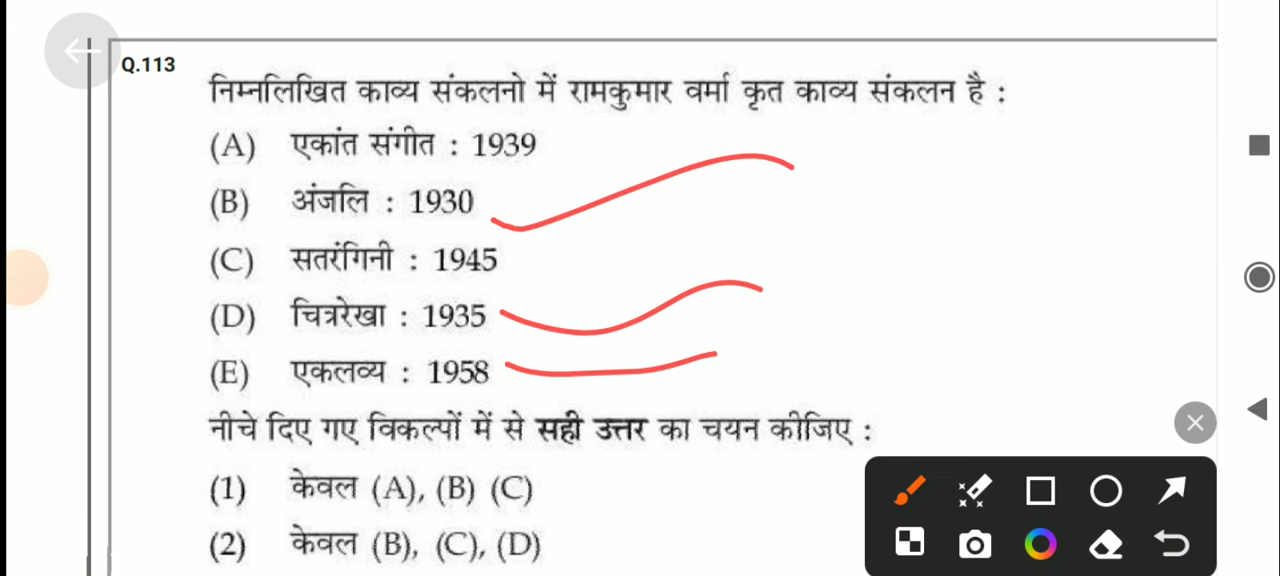 Q.113
निम्नलिखित काव्य संकलनो में रामकुमार वर्मा कृत काव्य संकलन है :
(A) एकांत संगीत : 1939
(B) अंजलि : 1930
(C) सतरंगिनी : 1945
(D) चित्ररेखा : 1935
(E) एकलव्य : 1958
नीचे दिए गए विकल्पों में से सही उत्तर का चयन कीजिए :
(1) केवल (A), (B) (C)
(2) केवल (B), (C), (D)